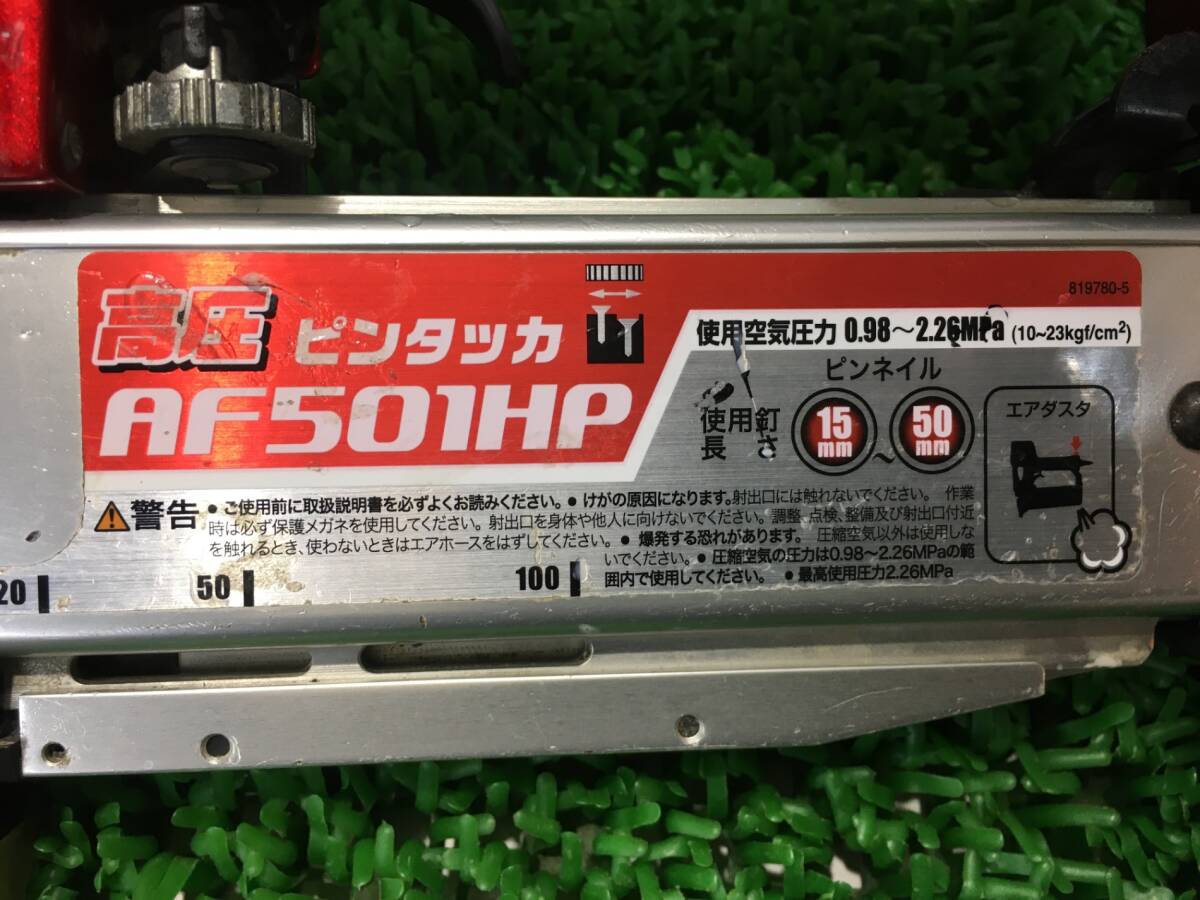 819780-5
高圧 ピンタッカ
AF501HP
使用空気圧力 0.98～2.26MPa (10~23kgf/cm²)
ピンネイル
使用釘
長さ
15
mm
～
50
mm
エアダスタ
警告
● ご使用前に取扱説明書を必ずよくお読みください。● けがの原因になります。射出口には触れないでください。 作業
時は必ず保護メガネを使用してください。射出口を身体や他人に向けないでください。調整、点検、整備及び射出口付近
を触れるとき、使わないときはエアホースをはずしてください。● 爆発する恐れがあります。 圧縮空気以外は使用しな
いでください。● 圧縮空気の圧力は0.98～2.26MPaの範
囲内で使用してください。 ● 最高使用圧力2.26MPa
20 50 100